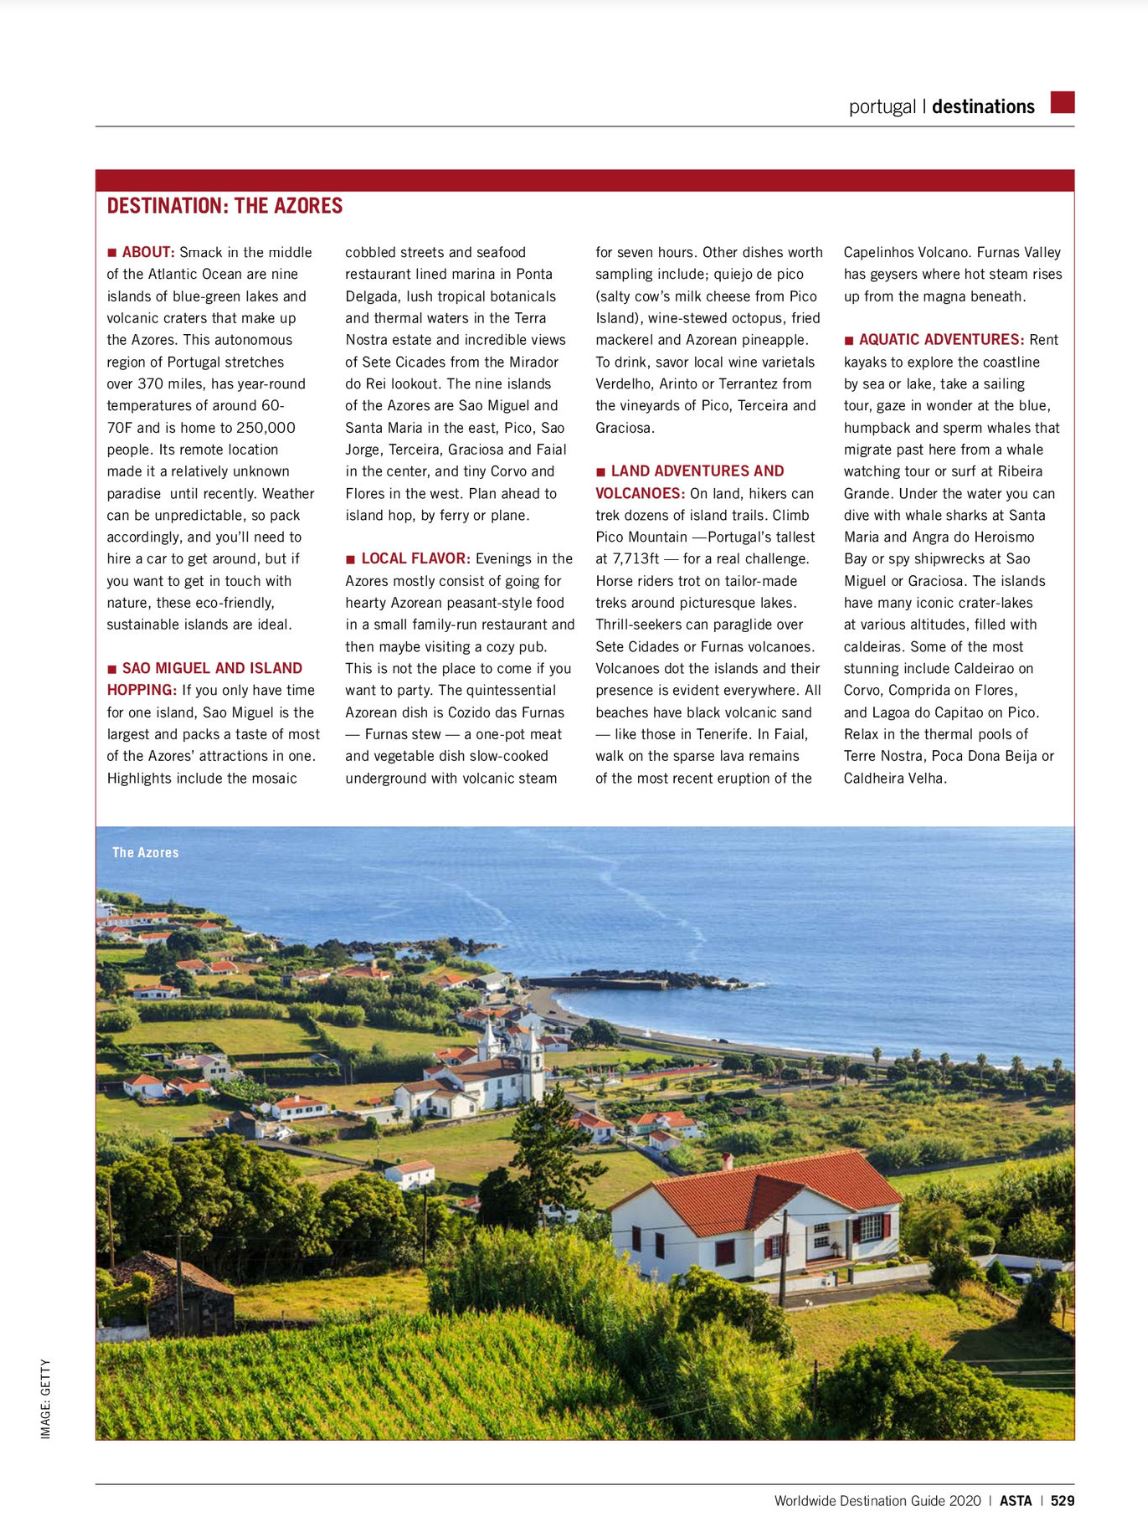 portugal | destinations
DESTINATION: THE AZORES
■ ABOUT: Smack in the middle
of the Atlantic Ocean are nine
islands of blue-green lakes and
volcanic craters that make up
the Azores. This autonomous
region of Portugal stretches
over 370 miles, has year-round
temperatures of around 60-
70F and is home to 250,000
people. Its remote location
made it a relatively unknown
paradise  until recently. Weather
can be unpredictable, so pack
accordingly, and you'll need to
hire a car to get around, but if
you want to get in touch with
nature, these eco-friendly,
sustainable islands are ideal.
■ SAO MIGUEL AND ISLAND
HOPPING: If you only have time
for one island, Sao Miguel is the
largest and packs a taste of most
of the Azores' attractions in one.
Highlights include the mosaic
cobbled streets and seafood
restaurant lined marina in Ponta
Delgada, lush tropical botanicals
and thermal waters in the Terra
Nostra estate and incredible views
of Sete Cicades from the Mirador
do Rei lookout. The nine islands
of the Azores are Sao Miguel and
Santa Maria in the east, Pico, Sao
Jorge, Terceira, Graciosa and Faial
in the center, and tiny Corvo and
Flores in the west. Plan ahead to
island hop, by ferry or plane.
■ LOCAL FLAVOR: Evenings in the
Azores mostly consist of going for
hearty Azorean peasant-style food
in a small family-run restaurant and
then maybe visiting a cozy pub.
This is not the place to come if you
want to party. The quintessential
Azorean dish is Cozido das Furnas
— Furnas stew — a one-pot meat
and vegetable dish slow-cooked
underground with volcanic steam
for seven hours. Other dishes worth
sampling include; quiejo de pico
(salty cow's milk cheese from Pico
Island), wine-stewed octopus, fried
mackerel and Azorean pineapple.
To drink, savor local wine varietals
Verdelho, Arinto or Terrantez from
the vineyards of Pico, Terceira and
Graciosa.
■ LAND ADVENTURES AND
VOLCANOES: On land, hikers can
trek dozens of island trails. Climb
Pico Mountain —Portugal's tallest
at 7,713ft — for a real challenge.
Horse riders trot on tailor-made
treks around picturesque lakes.
Thrill-seekers can paraglide over
Sete Cidades or Furnas volcanoes.
Volcanoes dot the islands and their
presence is evident everywhere. All
beaches have black volcanic sand
— like those in Tenerife. In Faial,
walk on the sparse lava remains
of the most recent eruption of the
Capelinhos Volcano. Furnas Valley
has geysers where hot steam rises
up from the magna beneath.
■ AQUATIC ADVENTURES: Rent
kayaks to explore the coastline
by sea or lake, take a sailing
tour, gaze in wonder at the blue,
humpback and sperm whales that
migrate past here from a whale
watching tour or surf at Ribeira
Grande. Under the water you can
dive with whale sharks at Santa
Maria and Angra do Heroismo
Bay or spy shipwrecks at Sao
Miguel or Graciosa. The islands
have many iconic crater-lakes
at various altitudes, filled with
caldeiras. Some of the most
stunning include Caldeirao on
Corvo, Comprida on Flores,
and Lagoa do Capitao on Pico.
Relax in the thermal pools of
Terre Nostra, Poca Dona Beija or
Caldheira Velha.
The Azores
IMAGE: GETTY
Worldwide Destination Guide 2020 | ASTA | 529